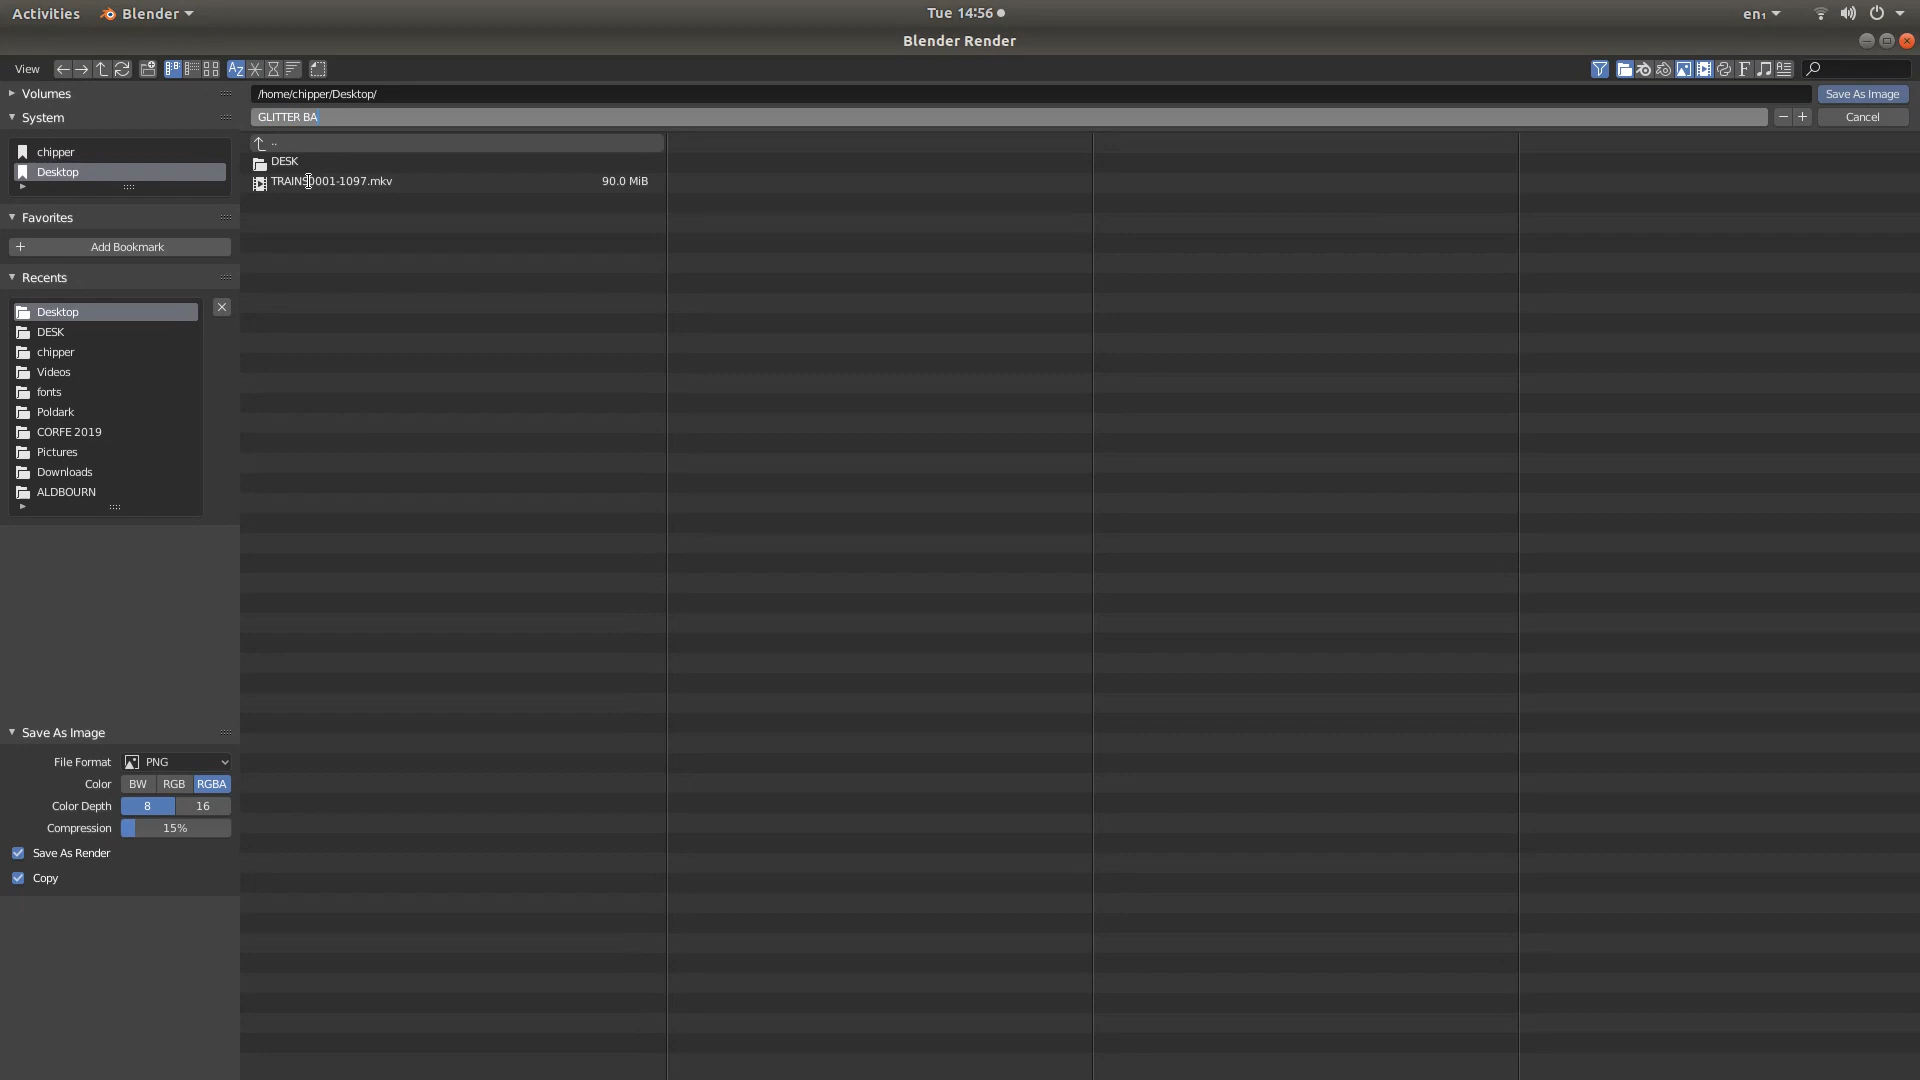 Activities Blender Tue 14:56 en₁
Blender Render
View
Volumes
/home/chipper/Desktop/ Save As Image
System
GLITTER BA Cancel
..
chipper
DESK
Desktop
TRAINS0001-1097.mkv 90.0 MiB
Favorites
Add Bookmark
Recents
Desktop
DESK
chipper
Videos
fonts
Poldark
CORFE 2019
Pictures
Downloads
ALDBOURN
Save As Image
File Format PNG
Color BW RGB RGBA
Color Depth 8 16
Compression 15%
Save As Render
Copy